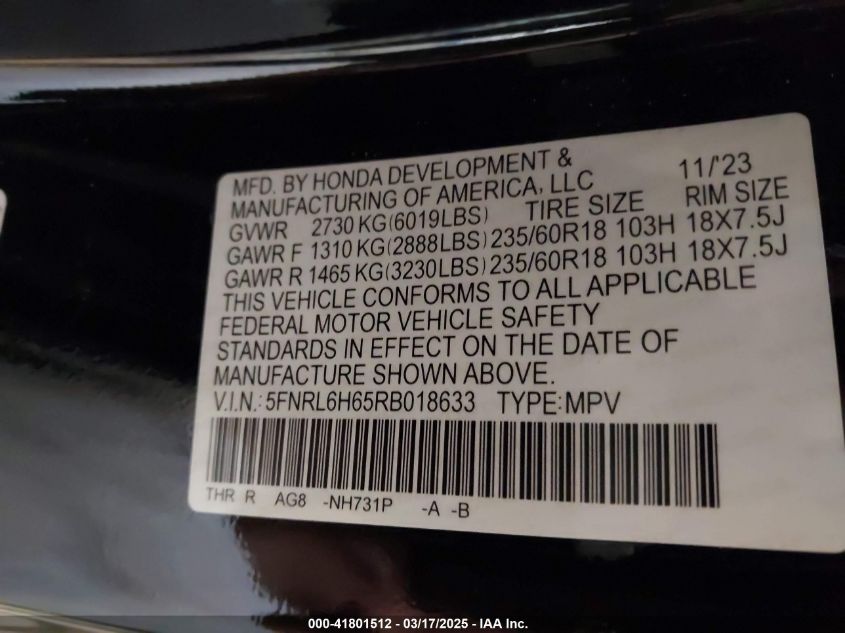 MFD. BY HONDA DEVELOPMENT & 11/'23
MANUFACTURING OF AMERICA, LLC
GVWR 2730 KG(6019LBS) TIRE SIZE RIM SIZE
GAWR F 1310 KG(2888LBS) 235/60R18 103H 18X7.5J
GAWR R 1465 KG(3230LBS) 235/60R18 103H 18X7.5J
THIS VEHICLE CONFORMS TO ALL APPLICABLE
FEDERAL MOTOR VEHICLE SAFETY
STANDARDS IN EFFECT ON THE DATE OF
MANUFACTURE SHOWN ABOVE.
V.I.N.: 5FNRL6H65RB018633 TYPE:MPV
THR R AG8 -NH731P -A -B
000-41801512 - 03/17/2025 - IAA Inc.